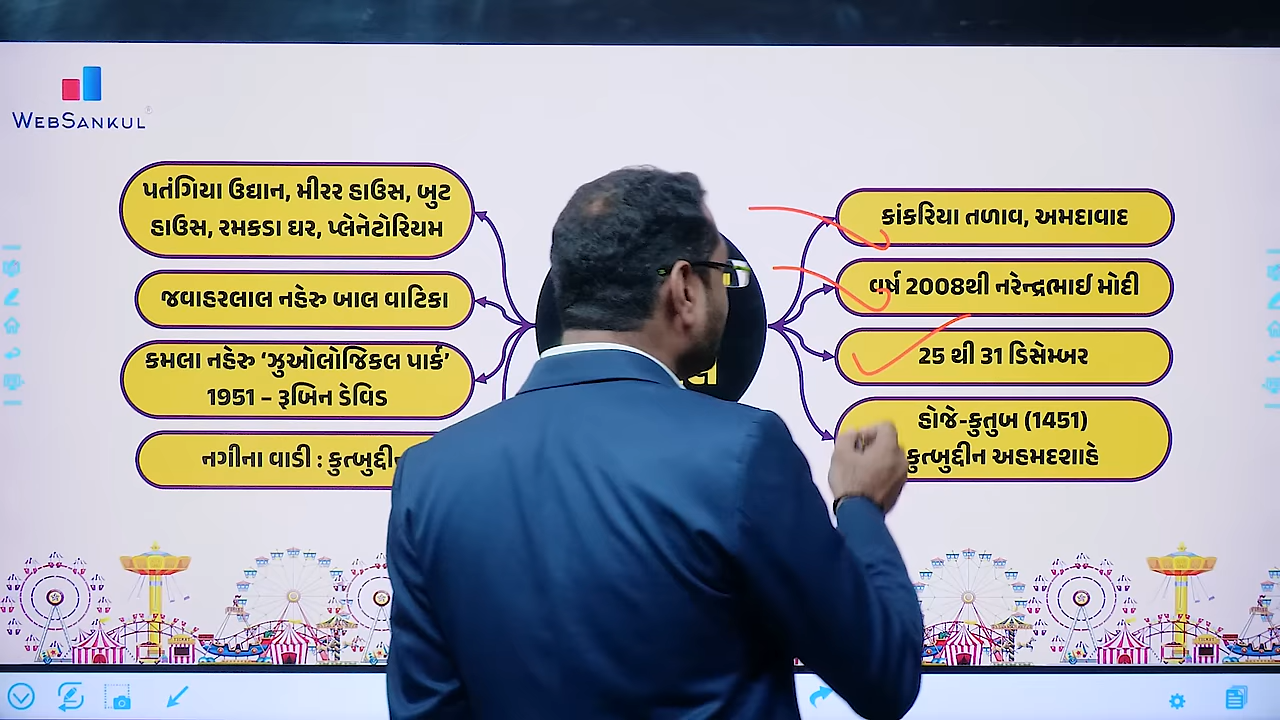 WEBSANKUL
પતંગિયા ઉદ્યાન, મીરર હાઉસ, બુટ
હાઉસ, રમકડા ઘર, પ્લેનેટોરિયમ
જવાહરલાલ નહેરુ બાલ વાટિકા
કમલા નહેરુ ‘ઝુઓલોજિકલ પાર્ક’
1951 – રૂબિન ડેવિડ
નગીના વાડી : કુત્બુદ્દીન
કાંકરિયા તળાવ, અમદાવાદ
વર્ષ 2008થી નરેન્દ્રભાઈ મોદી
25 થી 31 ડિસેમ્બર
હોજે-કુતુબ (1451)
કુત્બુદ્દીન અહમદશાહે